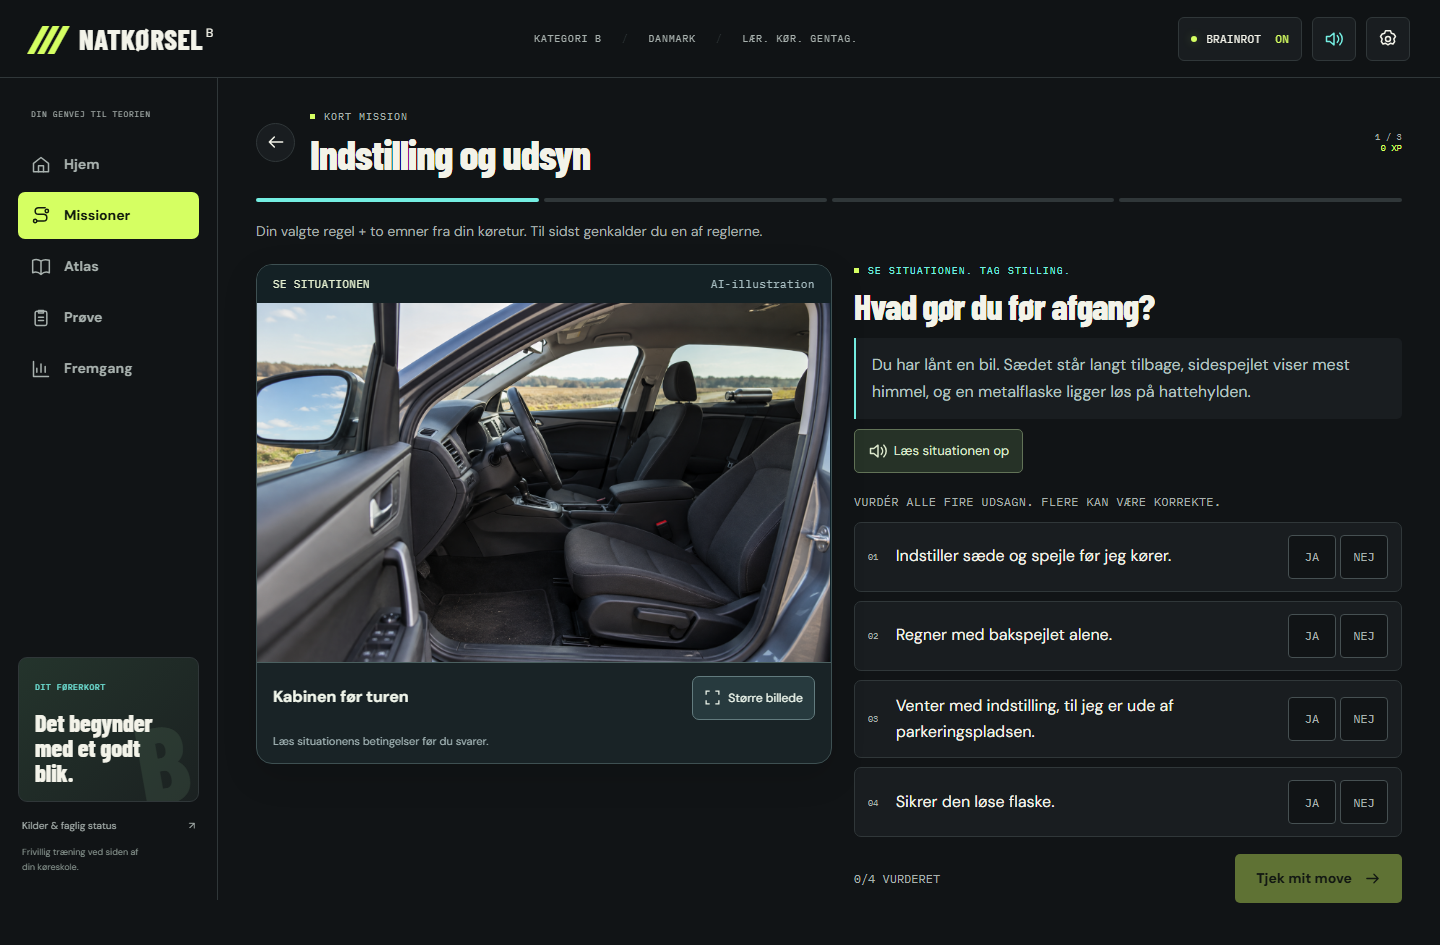 NATKØRSEL B
KATEGORI B / DANMARK / LÆR. KØR. GENTAG.
BRAINROT ON
DIN GENVEJ TIL TEORIEN
Hjem
Missioner
Atlas
Prøve
Fremgang
DIT FØRERKORT
Det begynder
med et godt
blik.
B
Kilder & faglig status
Frivillig træning ved siden af
din køreskole.
KORT MISSION
Indstilling og udsyn
1 / 3
0 XP
Din valgte regel + to emner fra din køretur. Til sidst genkalder du en af reglerne.
SE SITUATIONEN
AI-illustration
Kabinen før turen
Større billede
Læs situationens betingelser før du svarer.
SE SITUATIONEN. TAG STILLING.
Hvad gør du før afgang?
Du har lånt en bil. Sædet står langt tilbage, sidespejlet viser mest
himmel, og en metalflaske ligger løs på hattehylden.
Læs situationen op
VURDÉR ALLE FIRE UDSAGN. FLERE KAN VÆRE KORREKTE.
01 Indstiller sæde og spejle før jeg kører. JA NEJ
02 Regner med bakspejlet alene. JA NEJ
03 Venter med indstilling, til jeg er ude af
parkeringspladsen. JA NEJ
04 Sikrer den løse flaske. JA NEJ
0/4 VURDERET
Tjek mit move